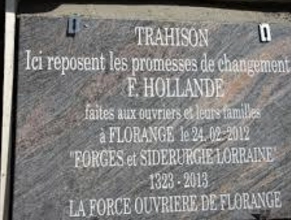 TRAHISON
Ici reposent les promesses de changement
F. HOLLANDE
faites aux ouvriers et leurs familles
à FLORANGE le 24.02.2012
"FORGES et SIDERURGIE LORRAINE"
1323 - 2013
LA FORCE OUVRIERE DE FLORANGE